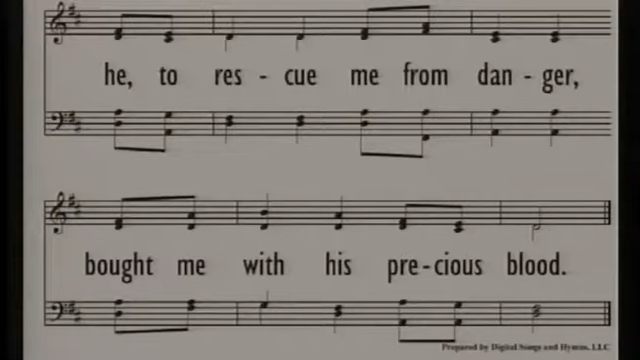 he, to res - cue me from dan - ger,
bought me with his pre - cious blood.
Prepared by Digital Songs and Hymns, LLC